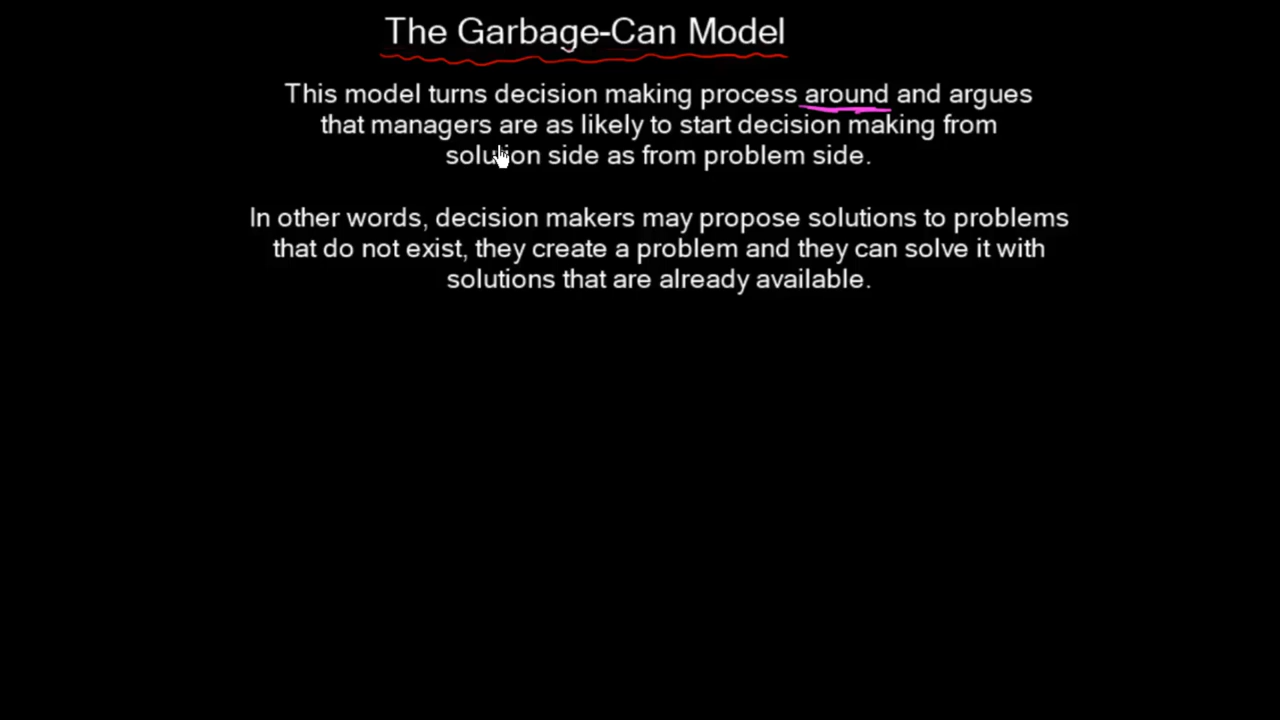 The Garbage-Can Model
This model turns decision making process around and argues
that managers are as likely to start decision making from
solution side as from problem side.
In other words, decision makers may propose solutions to problems
that do not exist, they create a problem and they can solve it with
solutions that are already available.